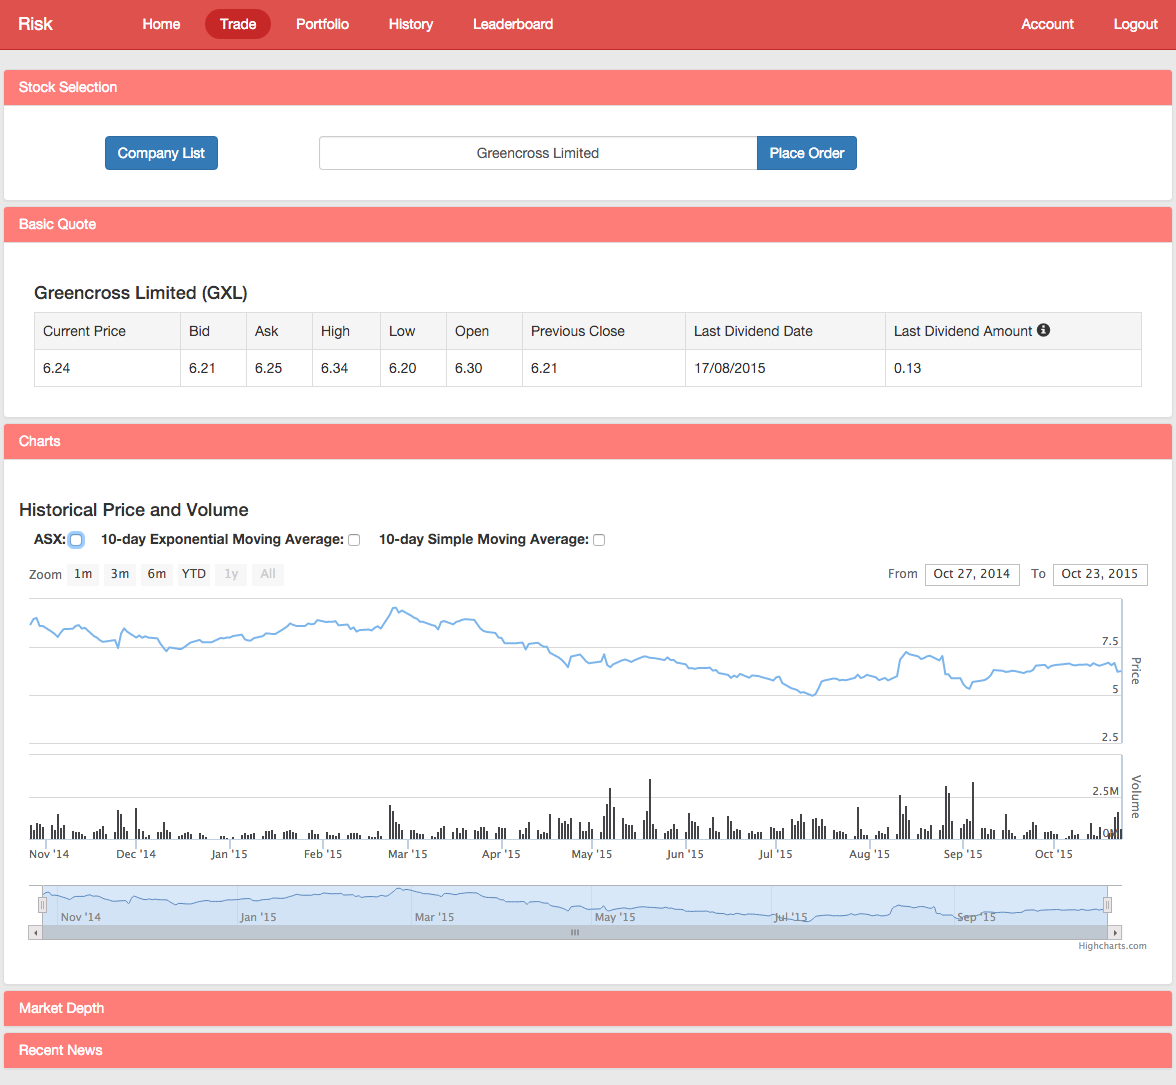 Risk Home Trade Portfolio History Leaderboard Account Logout
Stock Selection
Company List Greencross Limited Place Order
Basic Quote
Greencross Limited (GXL)
Current Price Bid Ask High Low Open Previous Close Last Dividend Date Last Dividend Amount
6.24 6.21 6.25 6.34 6.20 6.30 6.21 17/08/2015 0.13
Charts
Historical Price and Volume
ASX: 10-day Exponential Moving Average: 10-day Simple Moving Average:
Zoom 1m 3m 6m YTD 1y All From Oct 27, 2014 To Oct 23, 2015
7.5
Price
5
2.5
2.5M
Volume
0M
Nov '14 Dec '14 Jan '15 Feb '15 Mar '15 Apr '15 May '15 Jun '15 Jul '15 Aug '15 Sep '15 Oct '15
Nov '14 Jan '15 Mar '15 May '15 Jul '15 Sep '15
Highcharts.com
Market Depth
Recent News